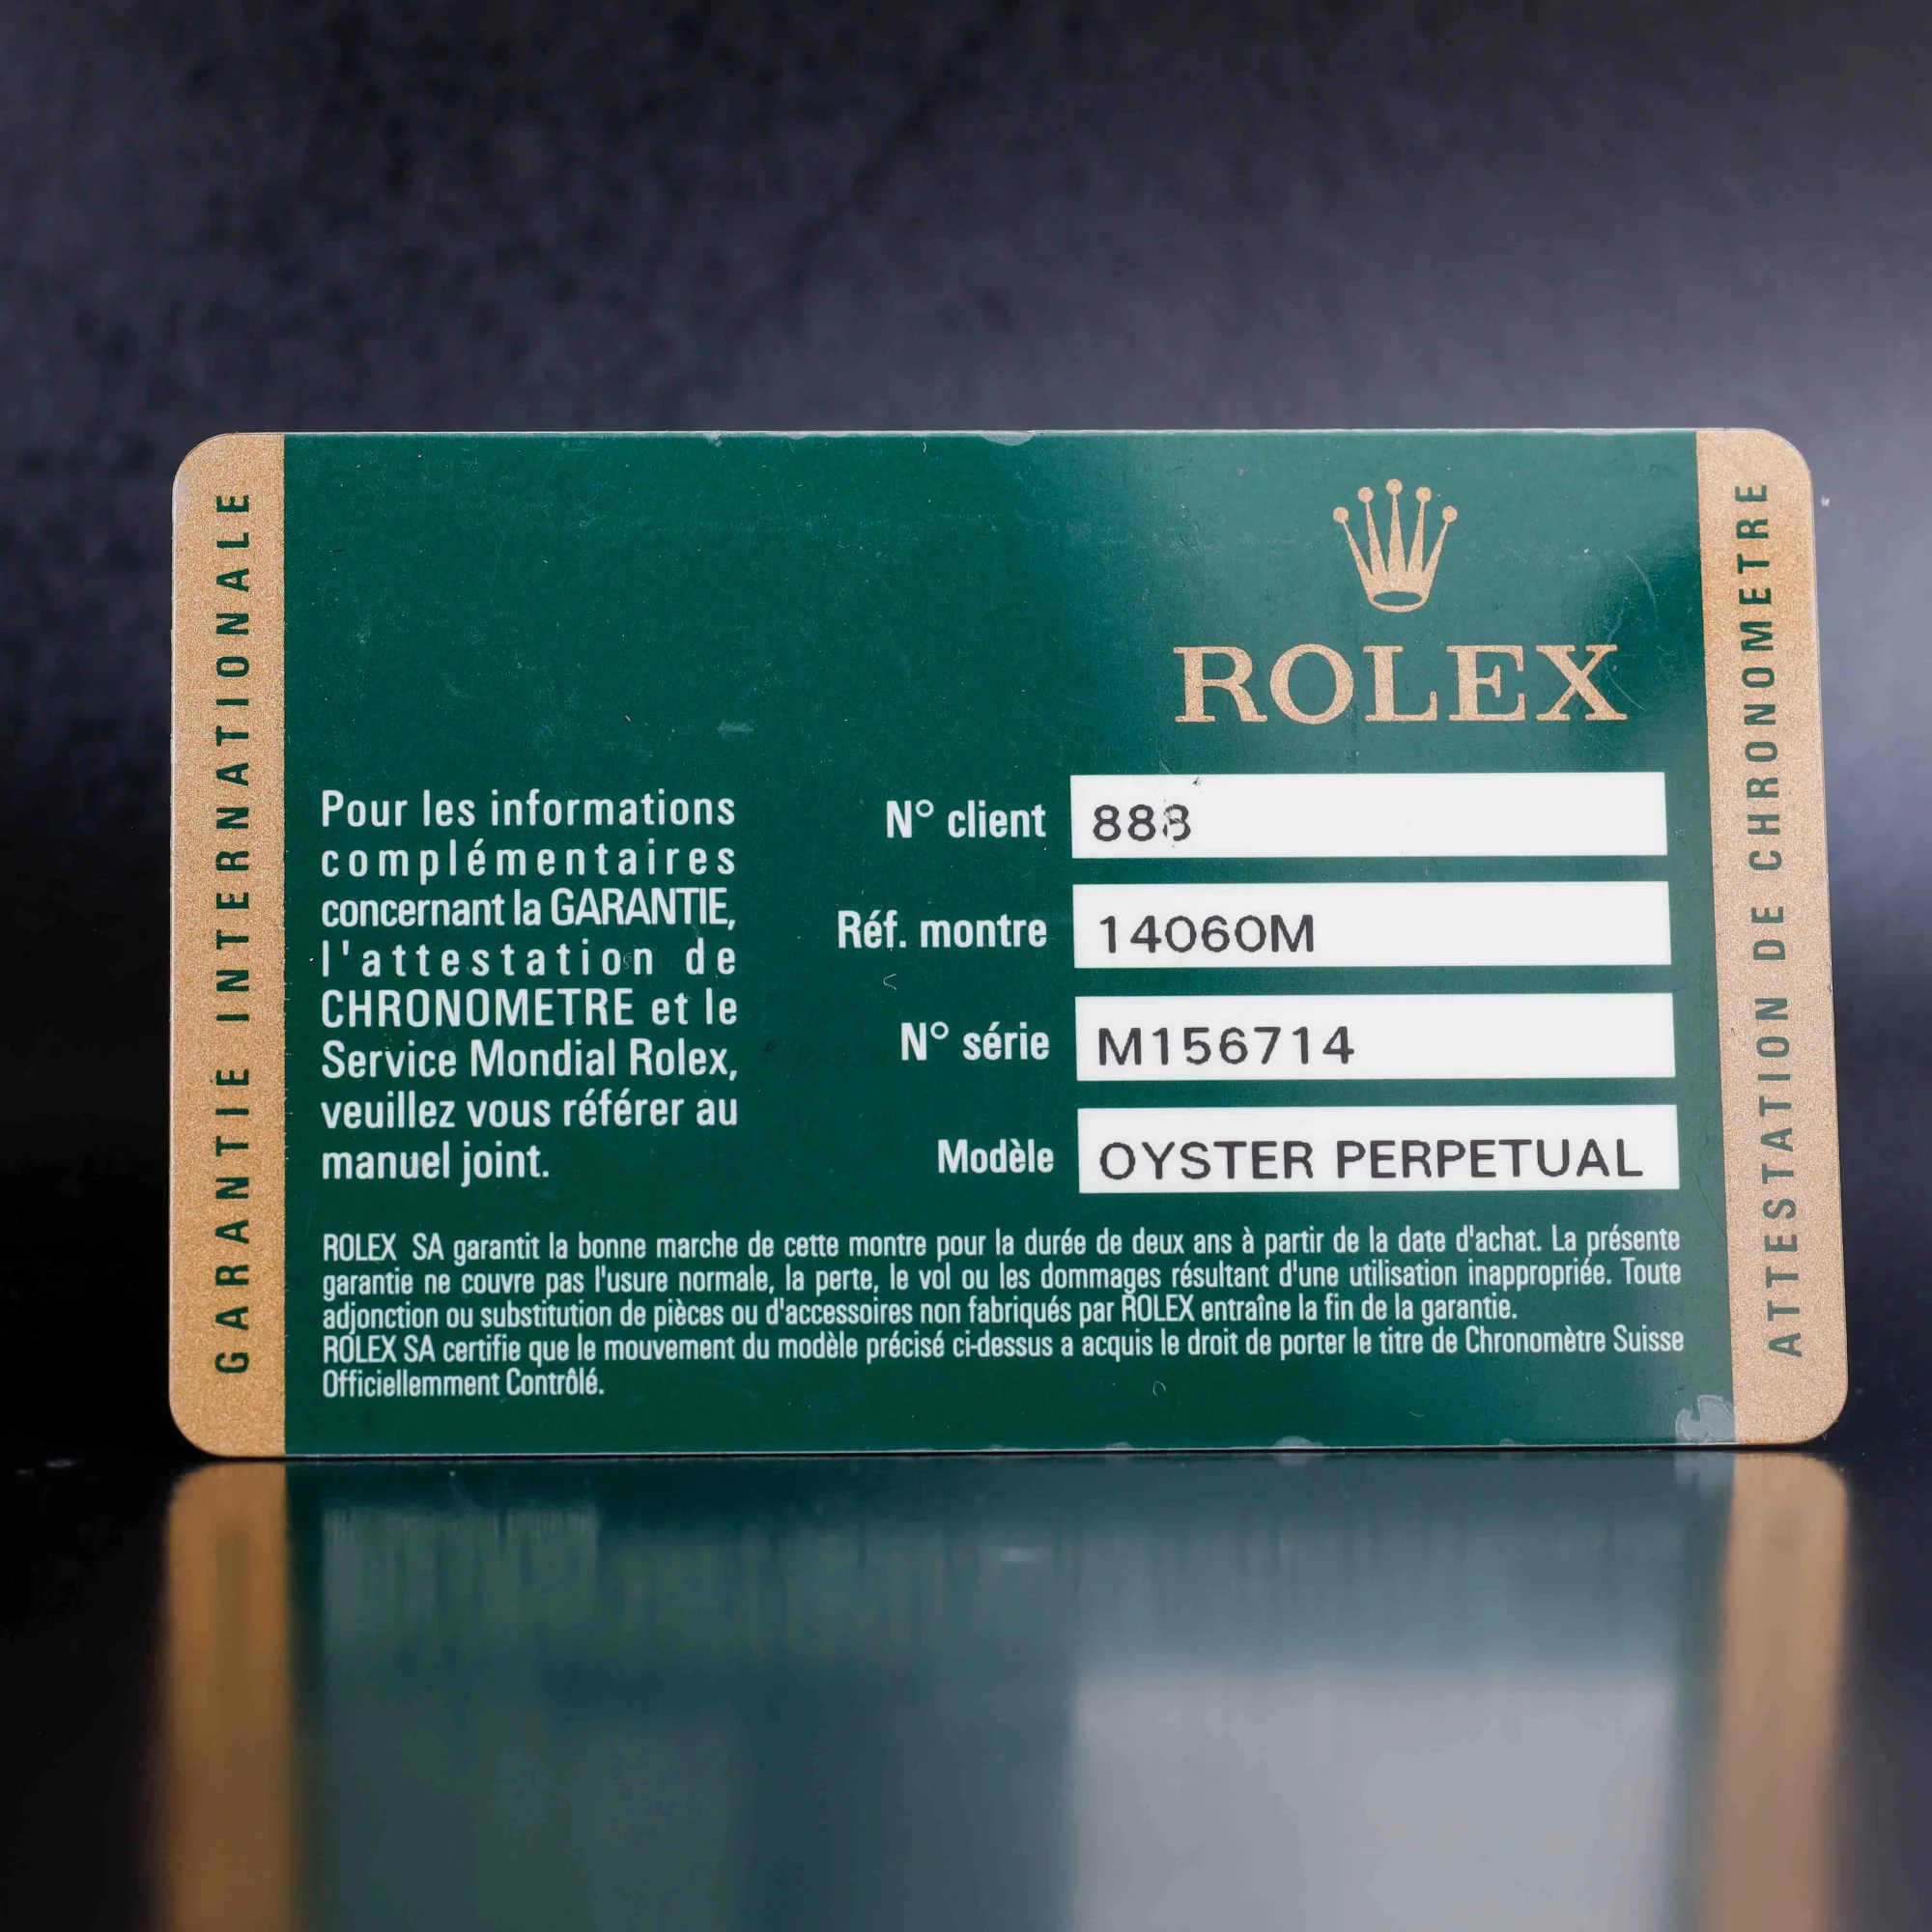 GARANTIE INTERNATIONALE
ROLEX
Pour les informations
complémentaires
concernant la GARANTIE,
l'attestation de
CHRONOMETRE et le
Service Mondial Rolex,
veuillez vous référer au
manuel joint.
N° client 888
Réf. montre 14060M
N° série M156714
Modèle OYSTER PERPETUAL
ROLEX SA garantit la bonne marche de cette montre pour la durée de deux ans à partir de la date d'achat. La présente
garantie ne couvre pas l'usure normale, la perte, le vol ou les dommages résultant d'une utilisation inappropriée. Toute
adjonction ou substitution de pièces ou d'accessoires non fabriqués par ROLEX entraîne la fin de la garantie.
ROLEX SA certifie que le mouvement du modèle précisé ci-dessus a acquis le droit de porter le titre de Chronomètre Suisse
Officiellemment Contrôlé.
ATTESTATION DE CHRONOMETRE